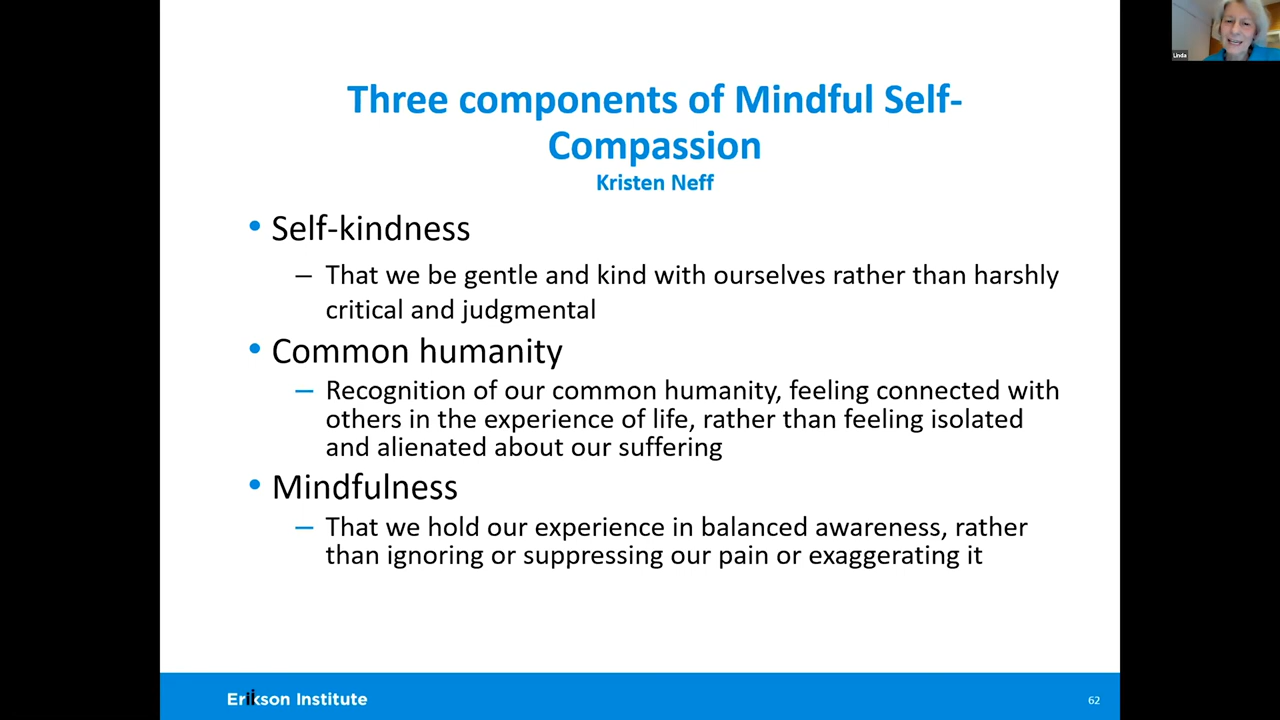 Linda
Three components of Mindful Self-
Compassion
Kristen Neff
• Self-kindness
– That we be gentle and kind with ourselves rather than harshly
critical and judgmental
• Common humanity
– Recognition of our common humanity, feeling connected with
others in the experience of life, rather than feeling isolated
and alienated about our suffering
• Mindfulness
– That we hold our experience in balanced awareness, rather
than ignoring or suppressing our pain or exaggerating it
Erikson Institute
62